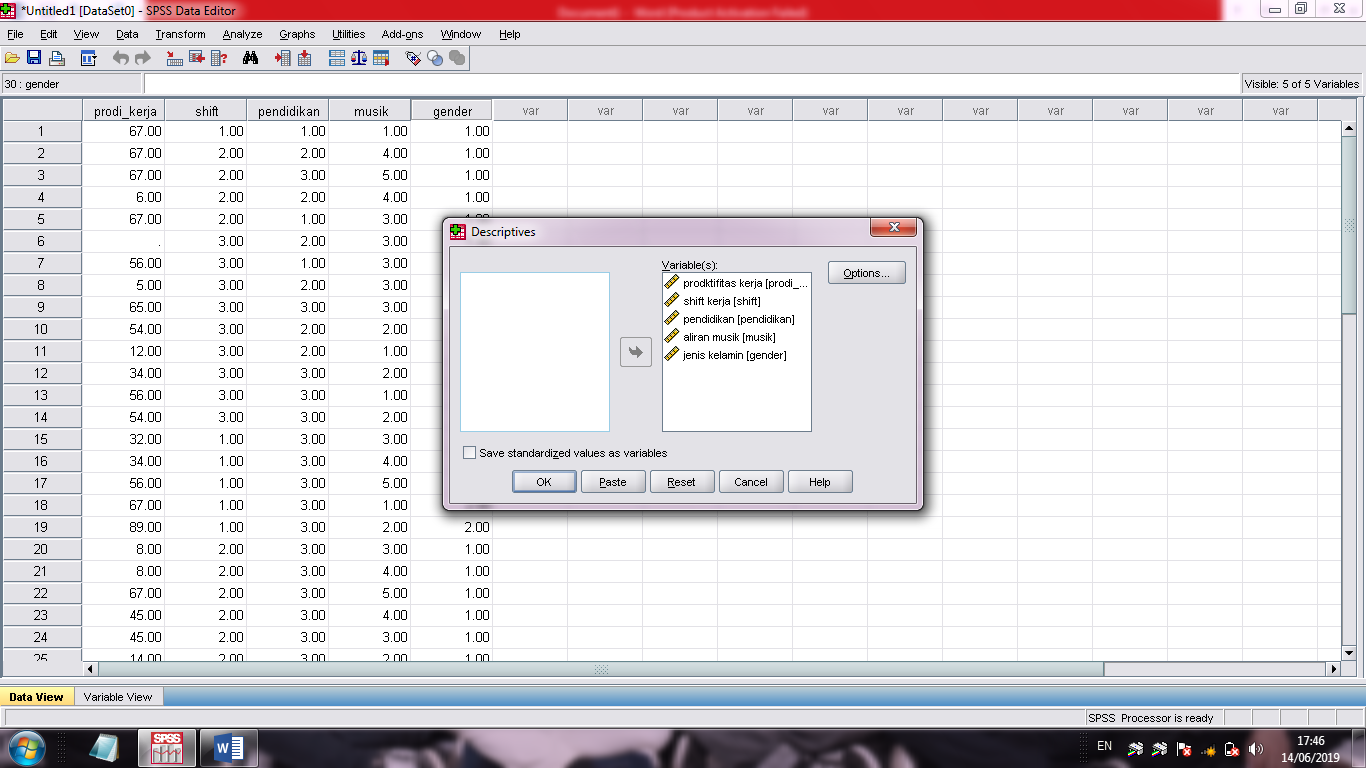 *Untitled1 [DataSet0] - SPSS Data Editor
File Edit View Data Transform Analyze Graphs Utilities Add-ons Window Help
30 : gender
Visible: 5 of 5 Variables
prodi_kerja shift pendidikan musik gender var var var var var var var var var var var
1 67.00 1.00 1.00 1.00 1.00
2 67.00 2.00 2.00 4.00 1.00
3 67.00 2.00 3.00 5.00 1.00
4 6.00 2.00 2.00 4.00 1.00
5 67.00 2.00 1.00 3.00
6 . 3.00 2.00 3.00
7 56.00 3.00 1.00 3.00
8 5.00 3.00 2.00 3.00
9 65.00 3.00 3.00 3.00
10 54.00 3.00 2.00 2.00
11 12.00 3.00 2.00 1.00
12 34.00 3.00 3.00 2.00
13 56.00 3.00 3.00 1.00
14 54.00 3.00 3.00 2.00
15 32.00 1.00 3.00 3.00
16 34.00 1.00 3.00 4.00
17 56.00 1.00 3.00 5.00
18 67.00 1.00 3.00 1.00
19 89.00 1.00 3.00 2.00 2.00
20 8.00 2.00 3.00 3.00 1.00
21 8.00 2.00 3.00 4.00 1.00
22 67.00 2.00 3.00 5.00 1.00
23 45.00 2.00 3.00 4.00 1.00
24 45.00 2.00 3.00 3.00 1.00
25 14.00 2.00 3.00 2.00 1.00
Descriptives
Variable(s):
prodktifitas kerja [prodi_...
shift kerja [shift]
pendidikan [pendidikan]
aliran musik [musik]
jenis kelamin [gender]
Options...
Save standardized values as variables
OK Paste Reset Cancel Help
Data View Variable View
SPSS Processor is ready
SPSS
EN
17:46
14/06/2019